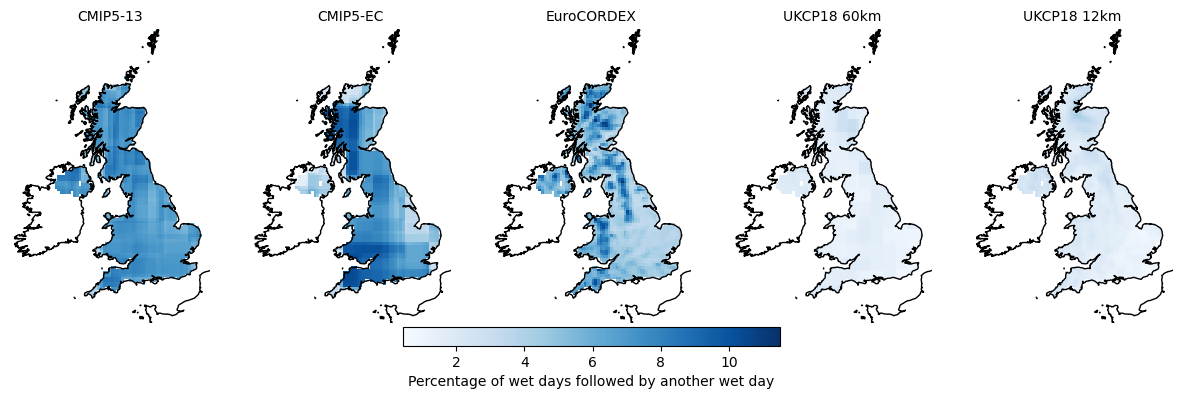 CMIP5-13 CMIP5-EC EuroCORDEX UKCP18 60km UKCP18 12km
2 4 6 8 10
Percentage of wet days followed by another wet day